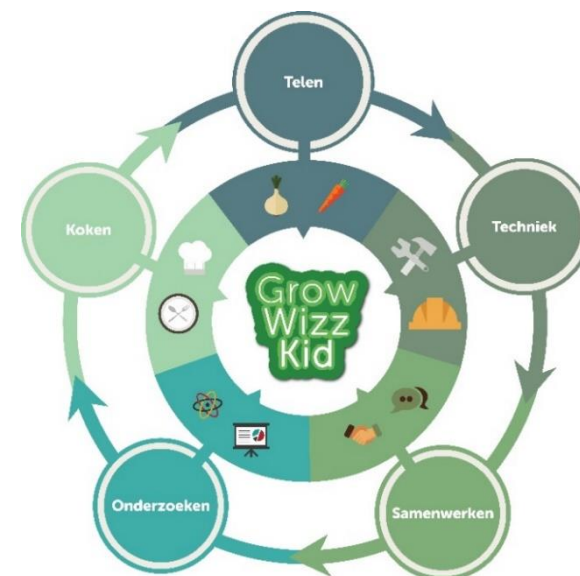 Telen
Koken
Techniek
Grow
Wizz
Kid
Onderzoeken
Samenwerken